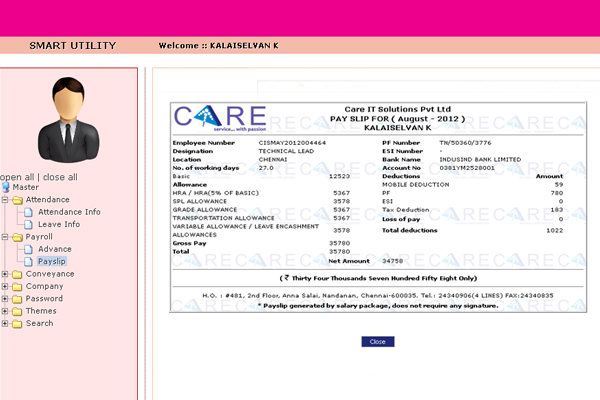 SMART UTILITY
Welcome :: KALAISELVAN K
open all | close all
Master
Attendance
Attendance Info
Leave Info
Payroll
Advance
Payslip
Conveyance
Company
Password
Themes
Search
CARE
service... with passion
Care IT Solutions Pvt Ltd
PAY SLIP FOR ( August - 2012 )
KALAISELVAN K
Employee Number CISMAY2012004464 PF Number TN/50360/3776
Designation TECHNICAL LEAD ESI Number -
Location CHENNAI Bank Name INDUSIND BANK LIMITED
No. of working days 27.0 Account No 0381YM2528001
Basic 12523 Deductions Amount
Allowance MOBILE DEDUCTION 59
HRA / HRA(5% OF BASIC) 5367 PF 780
SPL ALLOWANCE 3578 ESI 0
GRADE ALLOWANCE 5367 Tax Deduction 183
TRANSPORTATION ALLOWANCE 5367 Loss of pay 0
VARIABLE ALLOWANCE / LEAVE ENCASHMENT ALLOWANCES 3578 Total deductions 1022
Gross Pay 35780
Total 35780
Net Amount 34758
( ₹ Thirty Four Thousands Seven Hundred Fifty Eight Only)
H.O. : #481, 2nd Floor, Anna Salai, Nandanan, Chennai-600035. Tel.: 24340906(4 LINES) FAX:24340835
* Payslip generated by salary package, does not require any signature.
Close